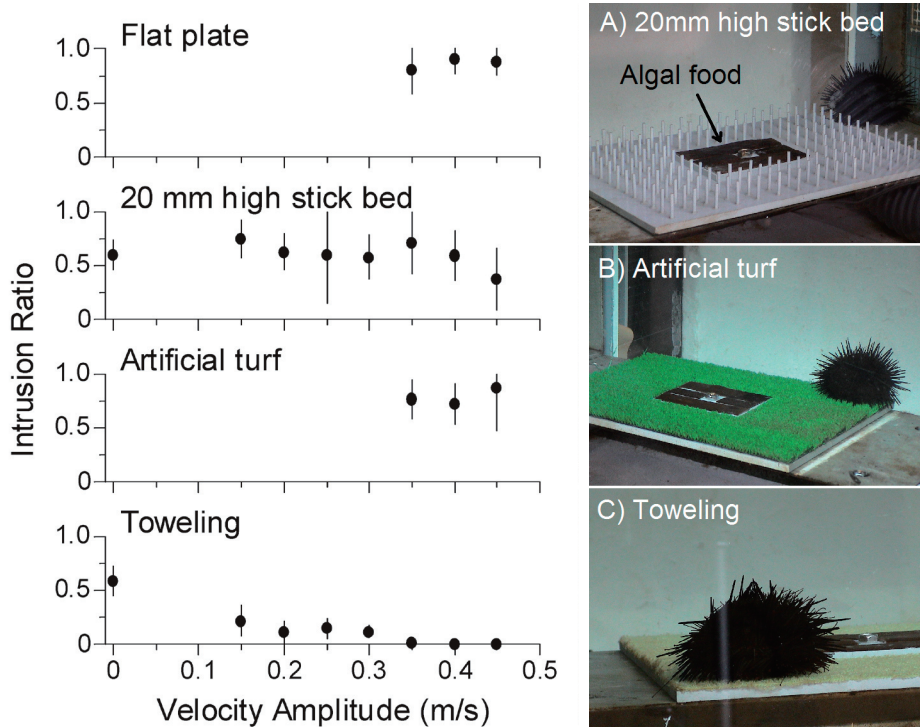 Flat plate
1.0
0.5
0
20 mm high stick bed
1.0
0.5
0
Artificial turf
1.0
0.5
0
Toweling
1.0
0.5
0
0 0.1 0.2 0.3 0.4 0.5
Velocity Amplitude (m/s)
Intrusion Ratio
A) 20mm high stick bed
Algal food
B) Artificial turf
C) Toweling